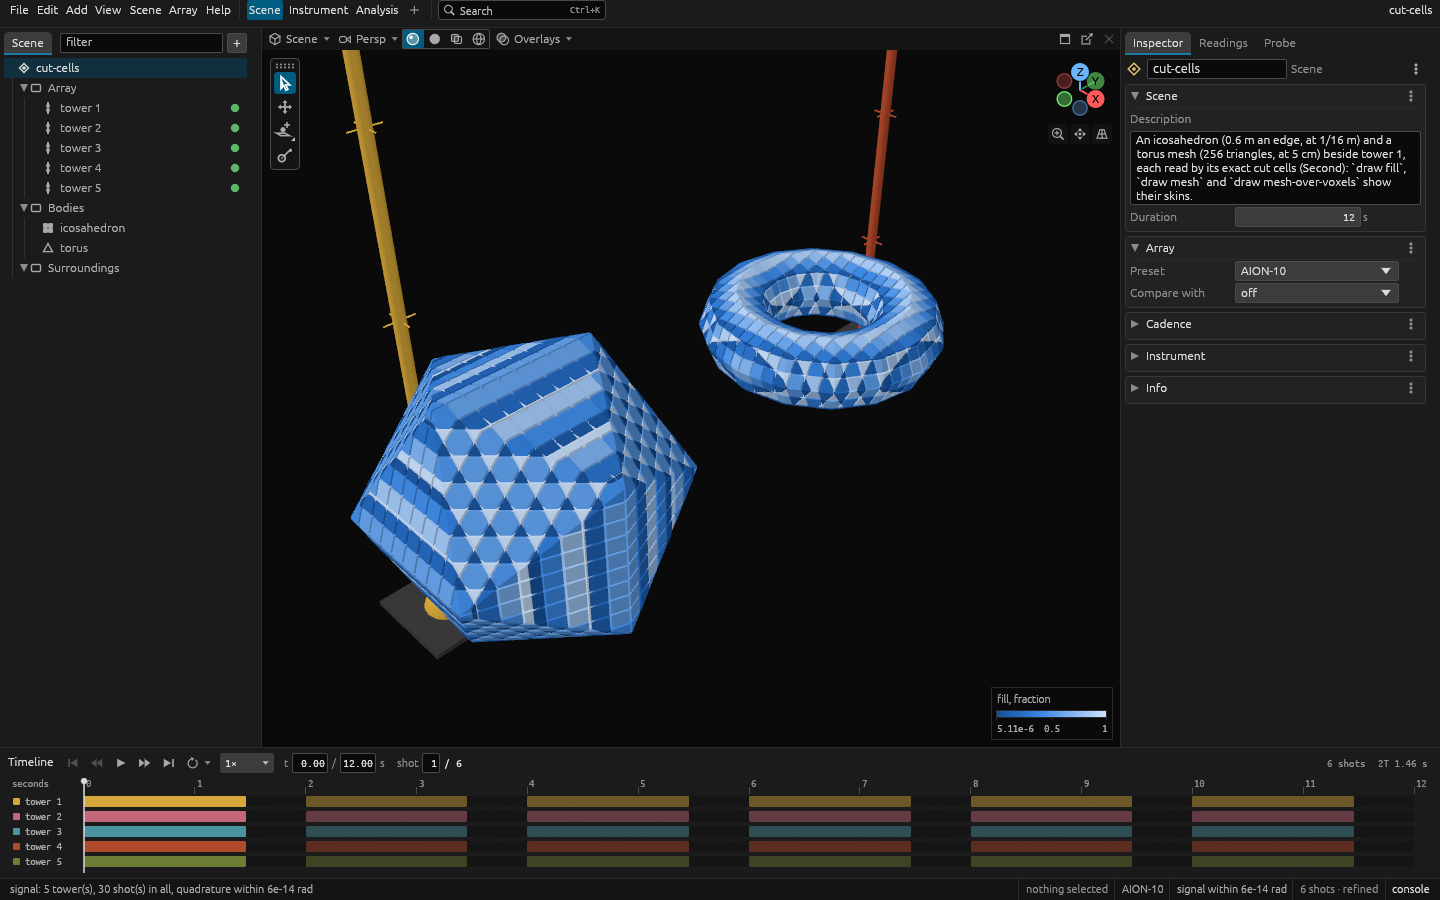 File Edit Add View Scene Array Help Scene Instrument Analysis + Search Ctrl+K cut-cells
Scene filter +
Scene Persp Overlays
Inspector Readings Probe
cut-cells
cut-cells Scene
Array
tower 1
tower 2
tower 3
tower 4
tower 5
Bodies
icosahedron
torus
Surroundings
Z
Y
X
Scene
Description
An icosahedron (0.6 m an edge, at 1/16 m) and a
torus mesh (256 triangles, at 5 cm) beside tower 1,
each read by its exact cut cells (Second): `draw fill`,
`draw mesh` and `draw mesh-over-voxels` show
their skins.
Duration 12 s
Array
Preset AION-10
Compare with off
Cadence
Instrument
Info
fill, fraction
5.11e-6 0.5 1
Timeline 1× t 0.00 / 12.00 s shot 1 / 6 6 shots 2T 1.46 s
seconds 0 1 2 3 4 5 6 7 8 9 10 11 12
tower 1
tower 2
tower 3
tower 4
tower 5
signal: 5 tower(s), 30 shot(s) in all, quadrature within 6e-14 rad nothing selected AION-10 signal within 6e-14 rad 6 shots · refined console